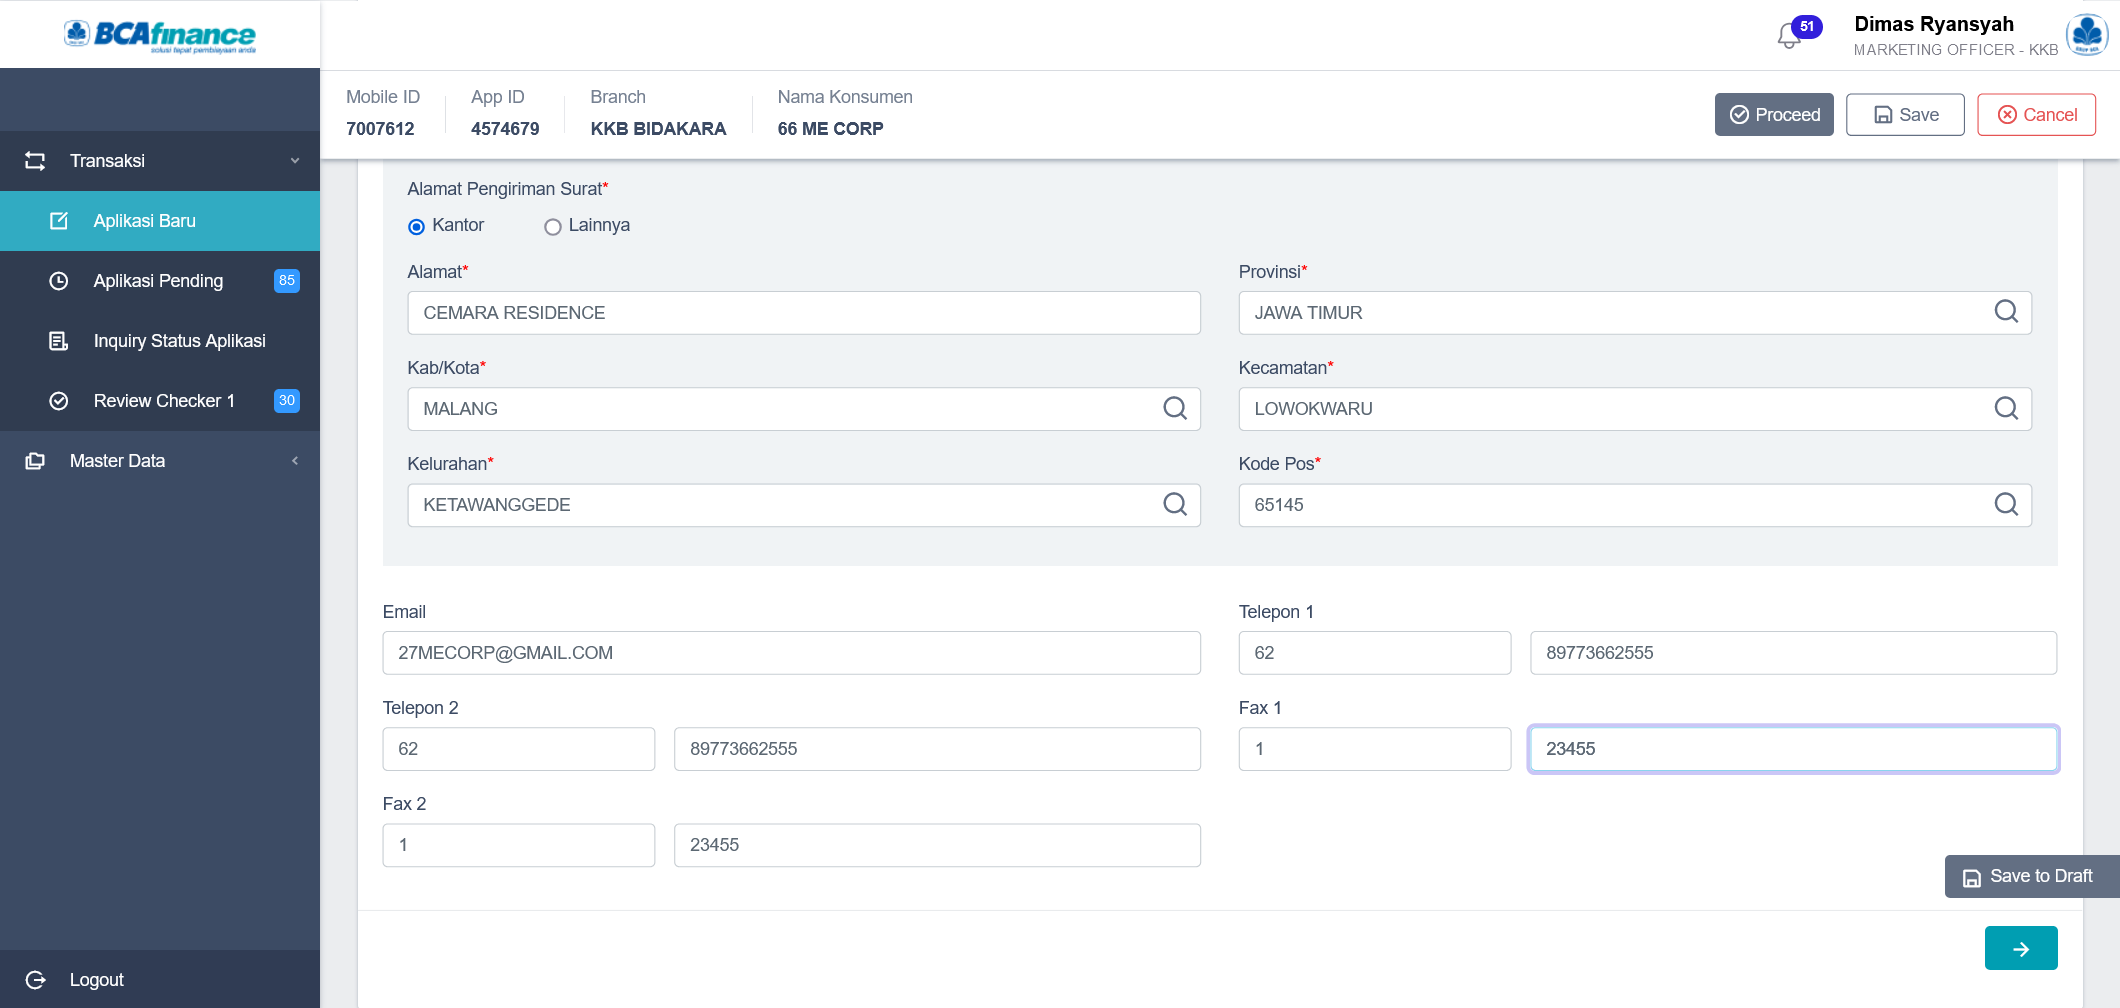 BCAfinance
solusi tepat pembiayaan anda
51
Dimas Ryansyah
MARKETING OFFICER - KKB
Mobile ID
7007612
App ID
4574679
Branch
KKB BIDAKARA
Nama Konsumen
66 ME CORP
Proceed
Save
Cancel
Transaksi
Aplikasi Baru
Aplikasi Pending 85
Inquiry Status Aplikasi
Review Checker 1 30
Master Data
Logout
Alamat Pengiriman Surat*
Kantor Lainnya
Alamat*
CEMARA RESIDENCE
Provinsi*
JAWA TIMUR
Kab/Kota*
MALANG
Kecamatan*
LOWOKWARU
Kelurahan*
KETAWANGGEDE
Kode Pos*
65145
Email
27MECORP@GMAIL.COM
Telepon 1
62 89773662555
Telepon 2
62 89773662555
Fax 1
1 23455
Fax 2
1 23455
Save to Draft